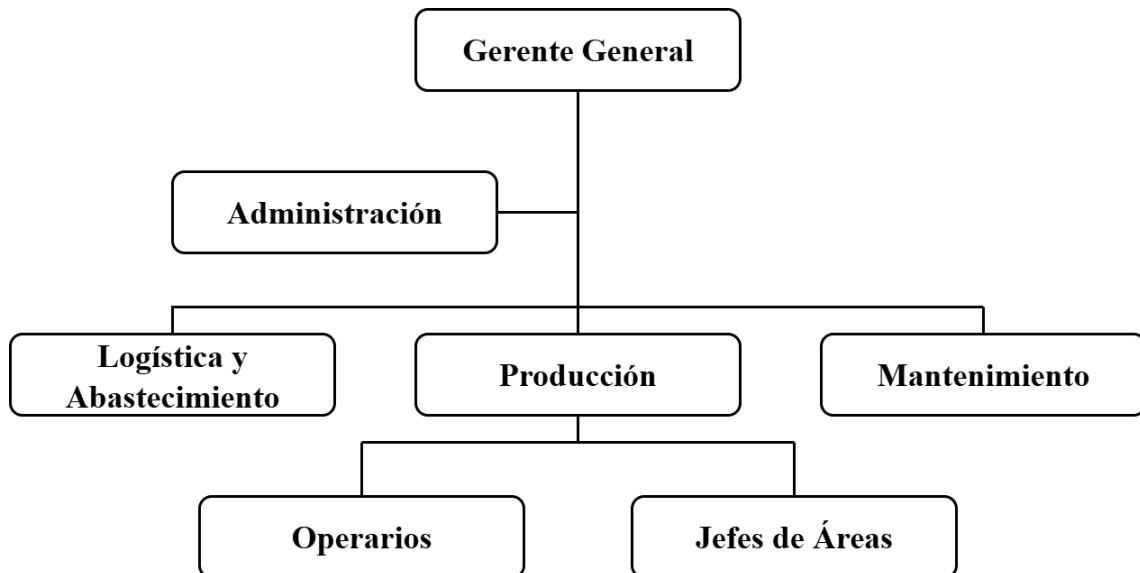 Gerente General
Administración
Logística y
Abastecimiento
Producción
Mantenimiento
Operarios
Jefes de Áreas